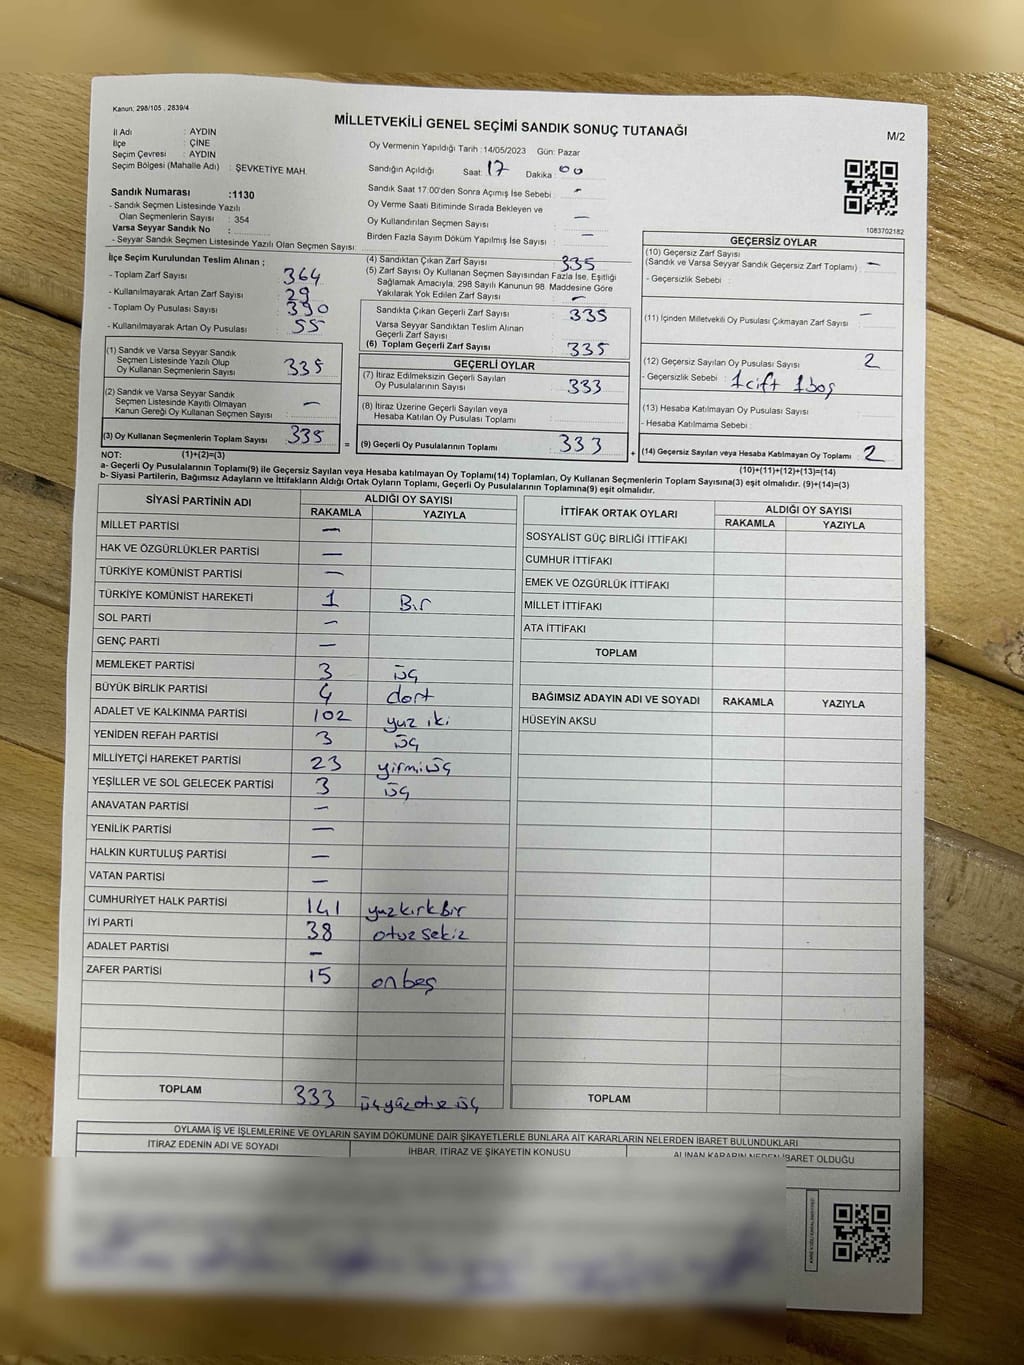 Kanun: 298/105 , 2839/4
MİLLETVEKİLİ GENEL SEÇİMİ SANDIK SONUÇ TUTANAĞI
M/2
İl Adı : AYDIN
İlçe : ÇİNE
Seçim Çevresi : AYDIN
Seçim Bölgesi (Mahalle Adı) : ŞEVKETİYE MAH.
Sandık Numarası :1130
- Sandık Seçmen Listesinde Yazılı
Olan Seçmenlerin Sayısı : 354
Varsa Seyyar Sandık No :
- Seyyar Sandık Seçmen Listesinde Yazılı Olan Seçmen Sayısı:
Oy Vermenin Yapıldığı Tarih :14/05/2023 Gün: Pazar
Sandığın Açıldığı Saat: 17 Dakika : 00
Sandık Saat 17.00'den Sonra Açımış İse Sebebi : -
Oy Verme Saati Bitiminde Sırada Bekleyen ve
Oy Kullandırılan Seçmen Sayısı : -
Birden Fazla Sayım Döküm Yapılmış İse Sayısı : -
1083702182
İlçe Seçim Kurulundan Teslim Alınan ;
- Toplam Zarf Sayısı : 364
- Kullanılmayarak Artan Zarf Sayısı : 29
- Toplam Oy Pusulası Sayısı : 390
- Kullanılmayarak Artan Oy Pusulası : 55
(1) Sandık ve Varsa Seyyar Sandık
Seçmen Listesinde Yazılı Olup
Oy Kullanan Seçmenlerin Sayısı : 335
(2) Sandık ve Varsa Seyyar Sandık
Seçmen Listesinde Kayıtlı Olmayan
Kanun Gereği Oy Kullanan Seçmen Sayısı : -
(3) Oy Kullanan Seçmenlerin Toplam Sayısı : 335 =
(4) Sandıktan Çıkan Zarf Sayısı : 335
(5) Zarf Sayısı Oy Kullanan Seçmen Sayısından Fazla İse, Eşitliği
Sağlamak Amacıyla, 298 Sayılı Kanunun 98. Maddesine Göre
Yakılarak Yok Edilen Zarf Sayısı : -
Sandıkta Çıkan Geçerli Zarf Sayısı : 335
Varsa Seyyar Sandıktan Teslim Alınan
Geçerli Zarf Sayısı :
(6) Toplam Geçerli Zarf Sayısı : 335
GEÇERLİ OYLAR
(7) İtiraz Edilmeksizin Geçerli Sayılan
Oy Pusulalarının Sayısı : 333
(8) İtiraz Üzerine Geçerli Sayılan veya
Hesaba Katılan Oy Pusulası Toplamı :
(9) Geçerli Oy Pusulalarının Toplamı : 333 +
GEÇERSİZ OYLAR
(10) Geçersiz Zarf Sayısı
(Sandık ve Varsa Seyyar Sandık Geçersiz Zarf Toplamı) : -
- Geçersizlik Sebebi :
(11) İçinden Milletvekili Oy Pusulası Çıkmayan Zarf Sayısı : -
(12) Geçersiz Sayılan Oy Pusulası Sayısı : 2
- Geçersizlik Sebebi : 1 çift 1 boş
(13) Hesaba Katılmayan Oy Pusulası Sayısı :
- Hesaba Katılmama Sebebi :
(14) Geçersiz Sayılan veya Hesaba Katılmayan Oy Toplamı : 2
NOT: (1)+(2)=(3)
(10)+(11)+(12)+(13)=(14)
a- Geçerli Oy Pusulalarının Toplamı(9) ile Geçersiz Sayılan veya Hesaba katılmayan Oy Toplamı(14) Toplamları, Oy Kullanan Seçmenlerin Toplam Sayısına(3) eşit olmalıdır. (9)+(14)=(3)
b- Siyasi Partilerin, Bağımsız Adayların ve İttifakların Aldığı Ortak Oyların Toplamı, Geçerli Oy Pusulalarının Toplamına(9) eşit olmalıdır.
SİYASİ PARTİNİN ADI ALDIĞI OY SAYISI
RAKAMLA YAZIYLA
MİLLET PARTİSİ -
HAK VE ÖZGÜRLÜKLER PARTİSİ -
TÜRKİYE KOMÜNİST PARTİSİ -
TÜRKİYE KOMÜNİST HAREKETİ 1 Bir
SOL PARTİ -
GENÇ PARTİ -
MEMLEKET PARTİSİ 3 üç
BÜYÜK BİRLİK PARTİSİ 4 dort
ADALET VE KALKINMA PARTİSİ 102 yuz iki
YENİDEN REFAH PARTİSİ 3 üç
MİLLİYETÇİ HAREKET PARTİSİ 23 yirmi üç
YEŞİLLER VE SOL GELECEK PARTİSİ 3 üç
ANAVATAN PARTİSİ -
YENİLİK PARTİSİ -
HALKIN KURTULUŞ PARTİSİ -
VATAN PARTİSİ -
CUMHURİYET HALK PARTİSİ 141 yuz kırk Bir
İYİ PARTİ 38 otuz sekiz
ADALET PARTİSİ -
ZAFER PARTİSİ 15 on beş
TOPLAM 333 üç yüz otuz üç
İTTİFAK ORTAK OYLARI ALDIĞI OY SAYISI
RAKAMLA YAZIYLA
SOSYALİST GÜÇ BİRLİĞİ İTTİFAKI
CUMHUR İTTİFAKI
EMEK VE ÖZGÜRLÜK İTTİFAKI
MİLLET İTTİFAKI
ATA İTTİFAKI
TOPLAM
BAĞIMSIZ ADAYIN ADI VE SOYADI RAKAMLA YAZIYLA
HÜSEYİN AKSU
TOPLAM
OYLAMA İŞ VE İŞLEMLERİNE VE OYLARIN SAYIM DÖKÜMÜNE DAİR ŞİKAYETLERLE BUNLARA AİT KARARLARIN NELERDEN İBARET BULUNDUKLARI
İTİRAZ EDENİN ADI VE SOYADI İHBAR, İTİRAZ VE ŞİKAYETİN KONUSU ALINAN KARARIN NEDEN İBARET OLDUĞU